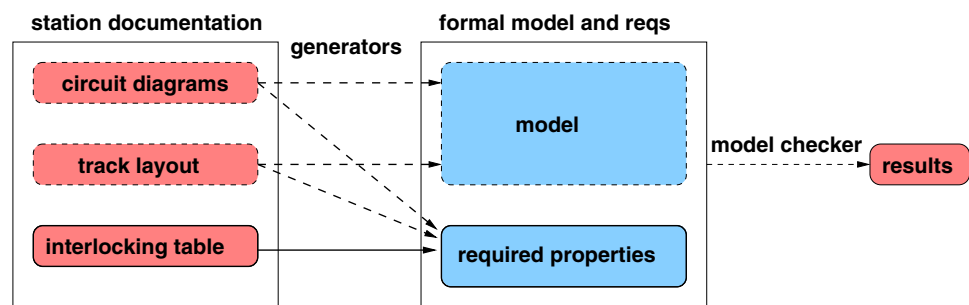 station documentation
formal model and reqs
generators
circuit diagrams
model
track layout
model checker
results
interlocking table
required properties